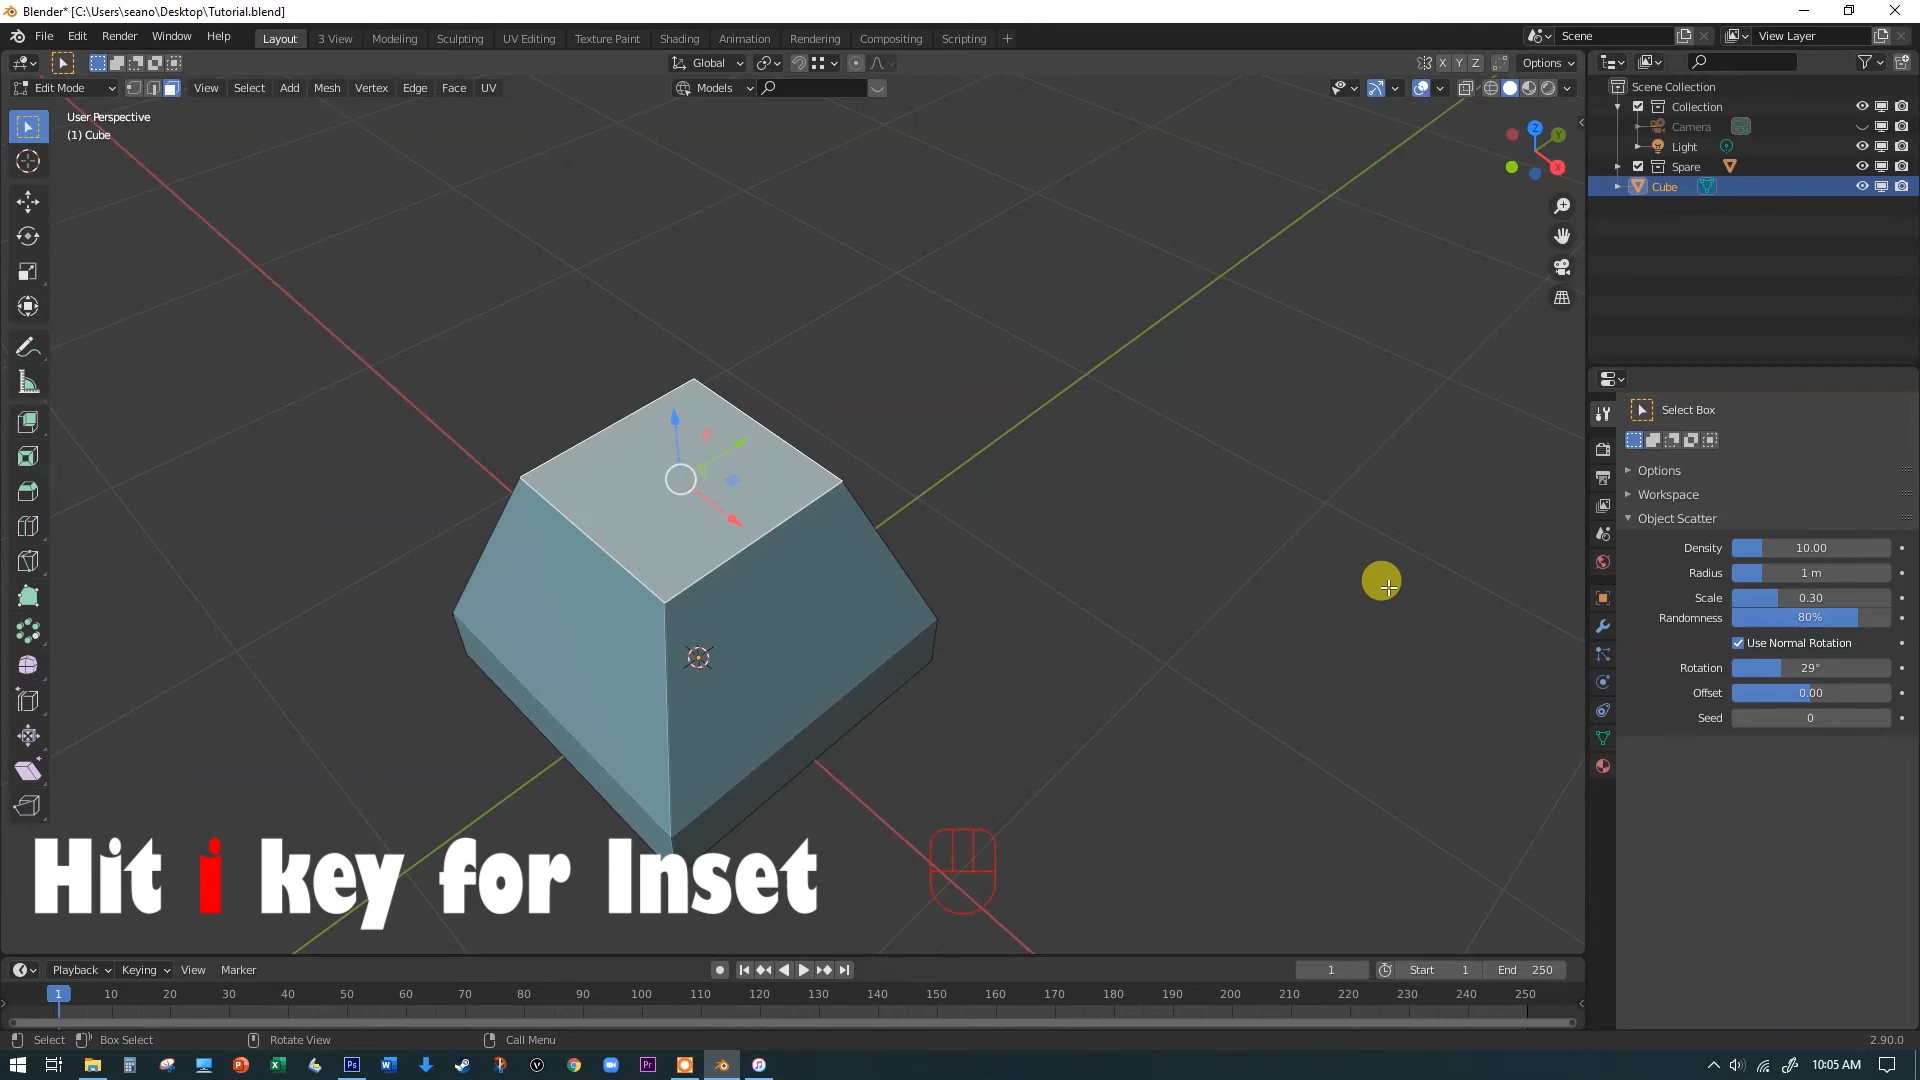 Blender* [C:\Users\seano\Desktop\Tutorial.blend]
File Edit Render Window Help Layout 3 View Modeling Sculpting UV Editing Texture Paint Shading Animation Rendering Compositing Scripting + Scene View Layer
Global X Y Z Options
Edit Mode View Select Add Mesh Vertex Edge Face UV Models
User Perspective
(1) Cube
Z Y X
Scene Collection
Collection
Camera
Light
Spare
Cube
Select Box
Options
Workspace
Object Scatter
Density 10.00
Radius 1 m
Scale 0.30
Randomness 80%
Use Normal Rotation
Rotation 29°
Offset 0.00
Seed 0
Hit i key for Inset
Playback Keying View Marker 1 Start 1 End 250
1 10 20 30 40 50 60 70 80 90 100 110 120 130 140 150 160 170 180 190 200 210 220 230 240 250
Select Box Select Rotate View Call Menu 2.90.0
10:05 AM